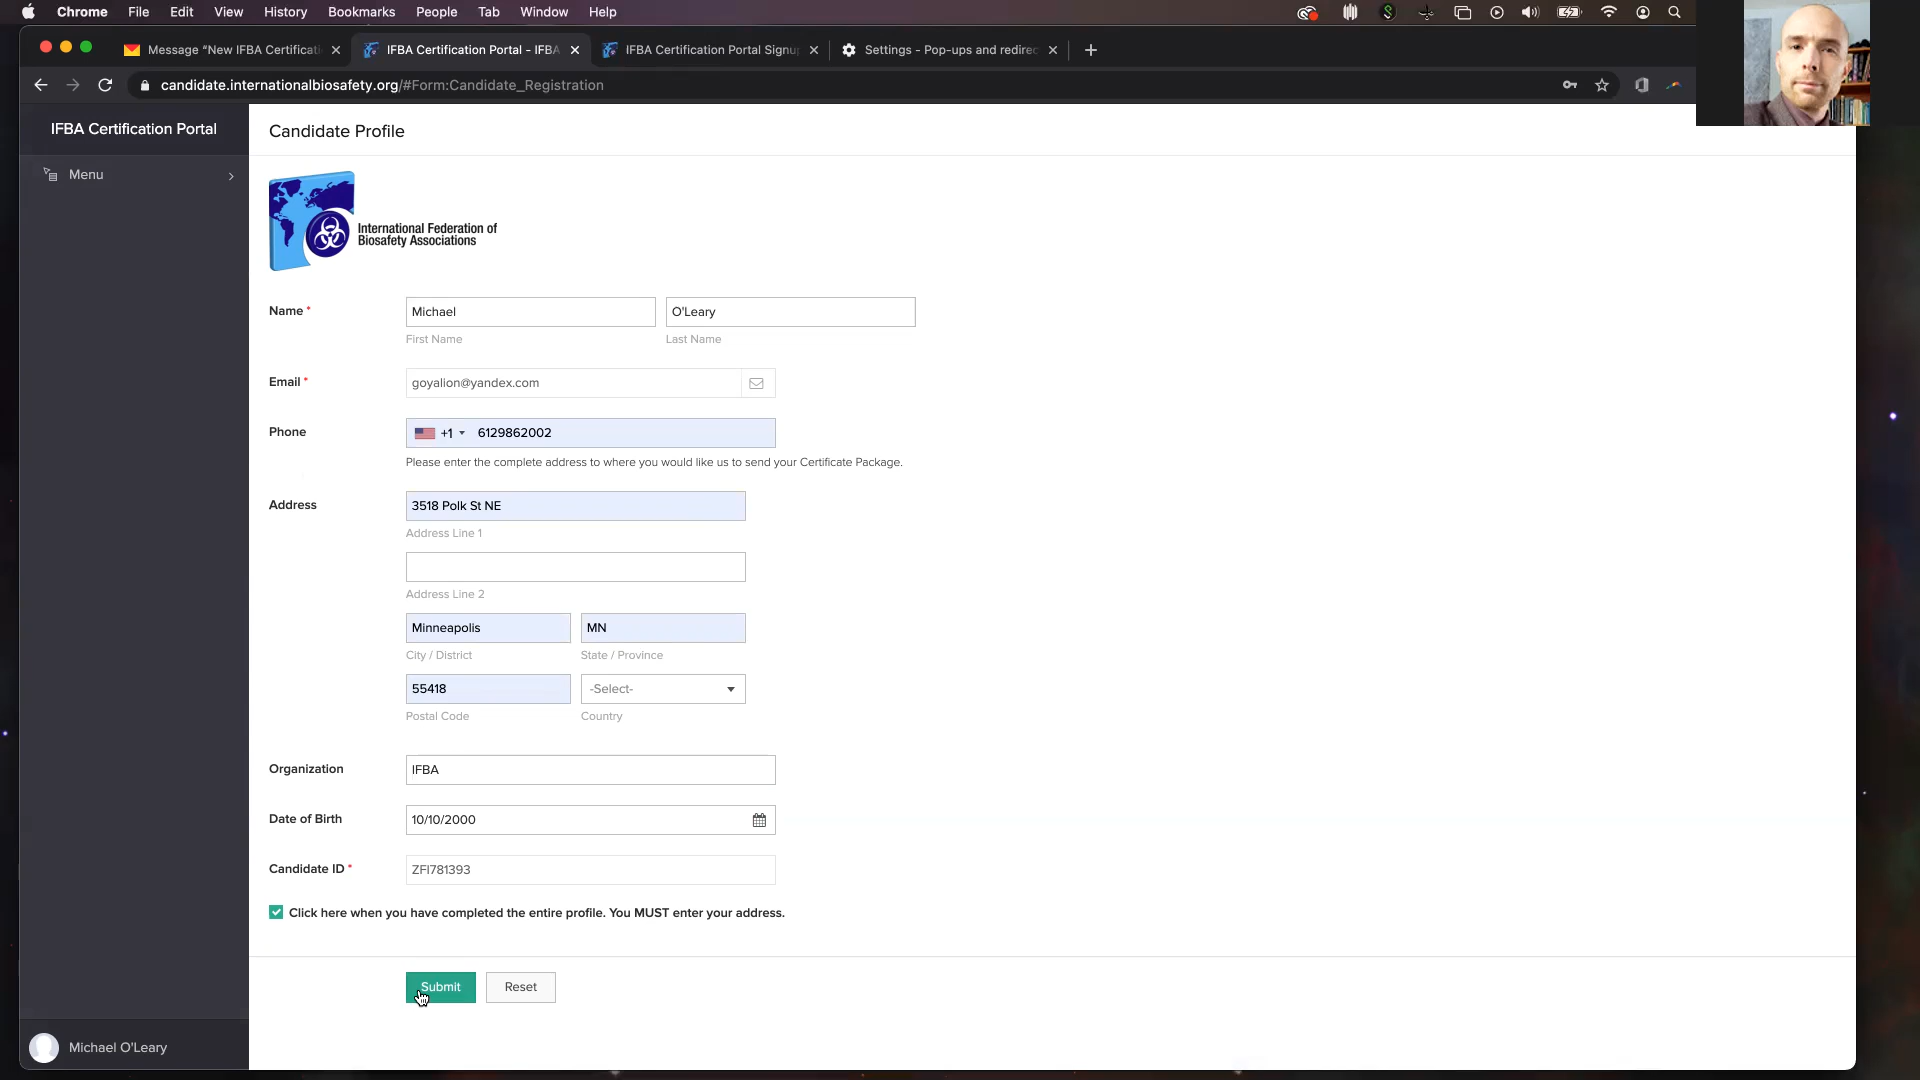 Chrome File Edit View History Bookmarks People Tab Window Help
Message “New IFBA Certificati
IFBA Certification Portal - IFBA
IFBA Certification Portal Signup
Settings - Pop-ups and redirec
candidate.internationalbiosafety.org/#Form:Candidate_Registration
IFBA Certification Portal
Menu
Candidate Profile
International Federation of
Biosafety Associations
Name *
Michael
O'Leary
First Name
Last Name
Email *
goyalion@yandex.com
Phone
+1 6129862002
Please enter the complete address to where you would like us to send your Certificate Package.
Address
3518 Polk St NE
Address Line 1
Address Line 2
Minneapolis
MN
City / District
State / Province
55418
-Select-
Postal Code
Country
Organization
IFBA
Date of Birth
10/10/2000
Candidate ID *
ZFI781393
Click here when you have completed the entire profile. You MUST enter your address.
Submit
Reset
Michael O'Leary